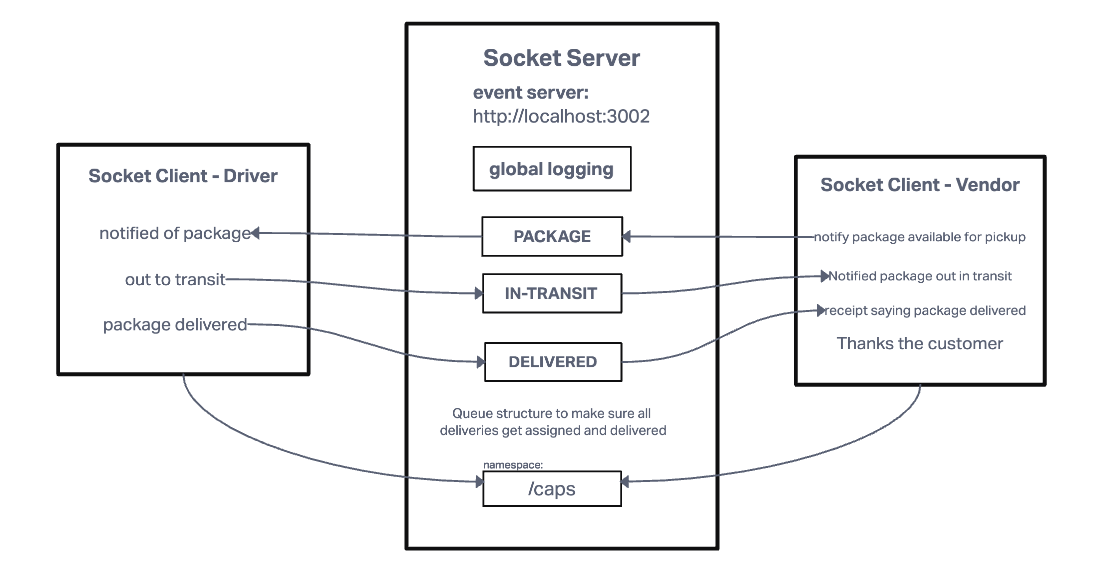 Socket Server
event server:
http://localhost:3002
global logging
Socket Client - Driver
notified of package
out to transit
package delivered
PACKAGE
IN-TRANSIT
DELIVERED
Queue structure to make sure all
deliveries get assigned and delivered
namespace:
/caps
Socket Client - Vendor
notify package available for pickup
Notified package out in transit
receipt saying package delivered
Thanks the customer